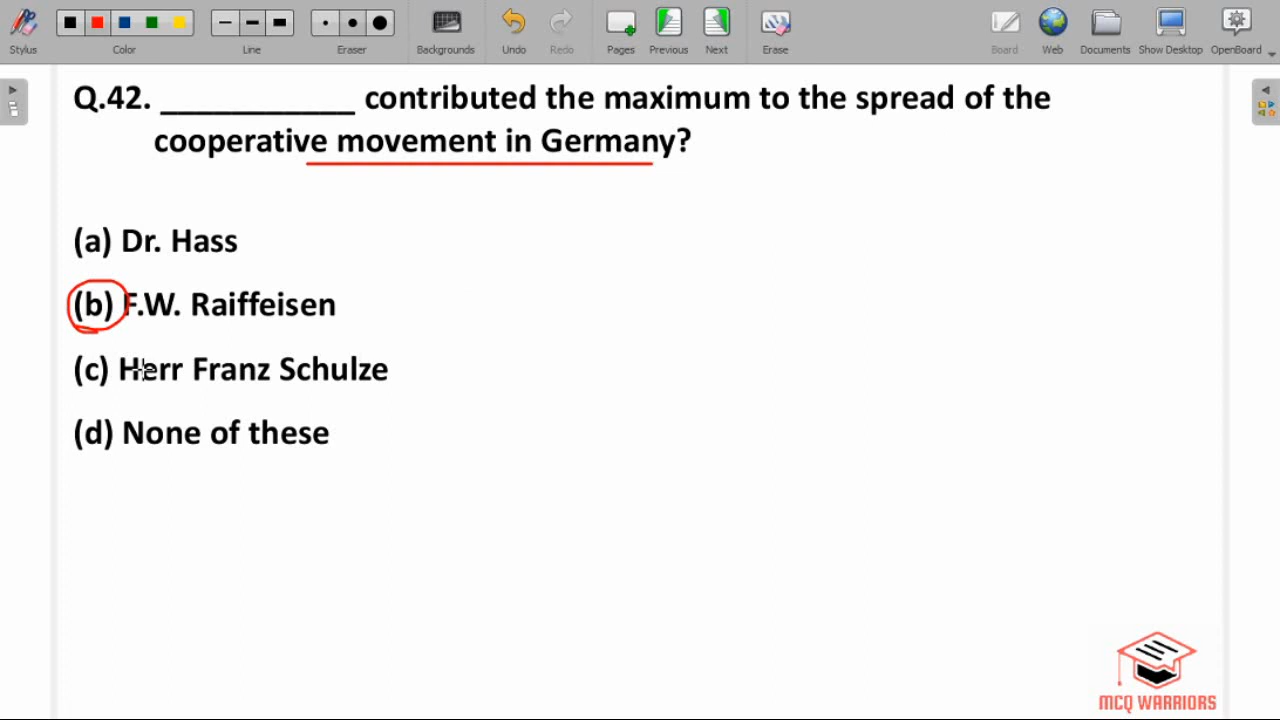 Stylus
Color
Line
Eraser
Backgrounds
Undo
Redo
Pages
Previous
Next
Erase
Board
Web
Documents
Show Desktop
OpenBoard
Q.42. ___________ contributed the maximum to the spread of the
cooperative movement in Germany?
(a) Dr. Hass
(b) F.W. Raiffeisen
(c) Herr Franz Schulze
(d) None of these
MCQ WARRIORS